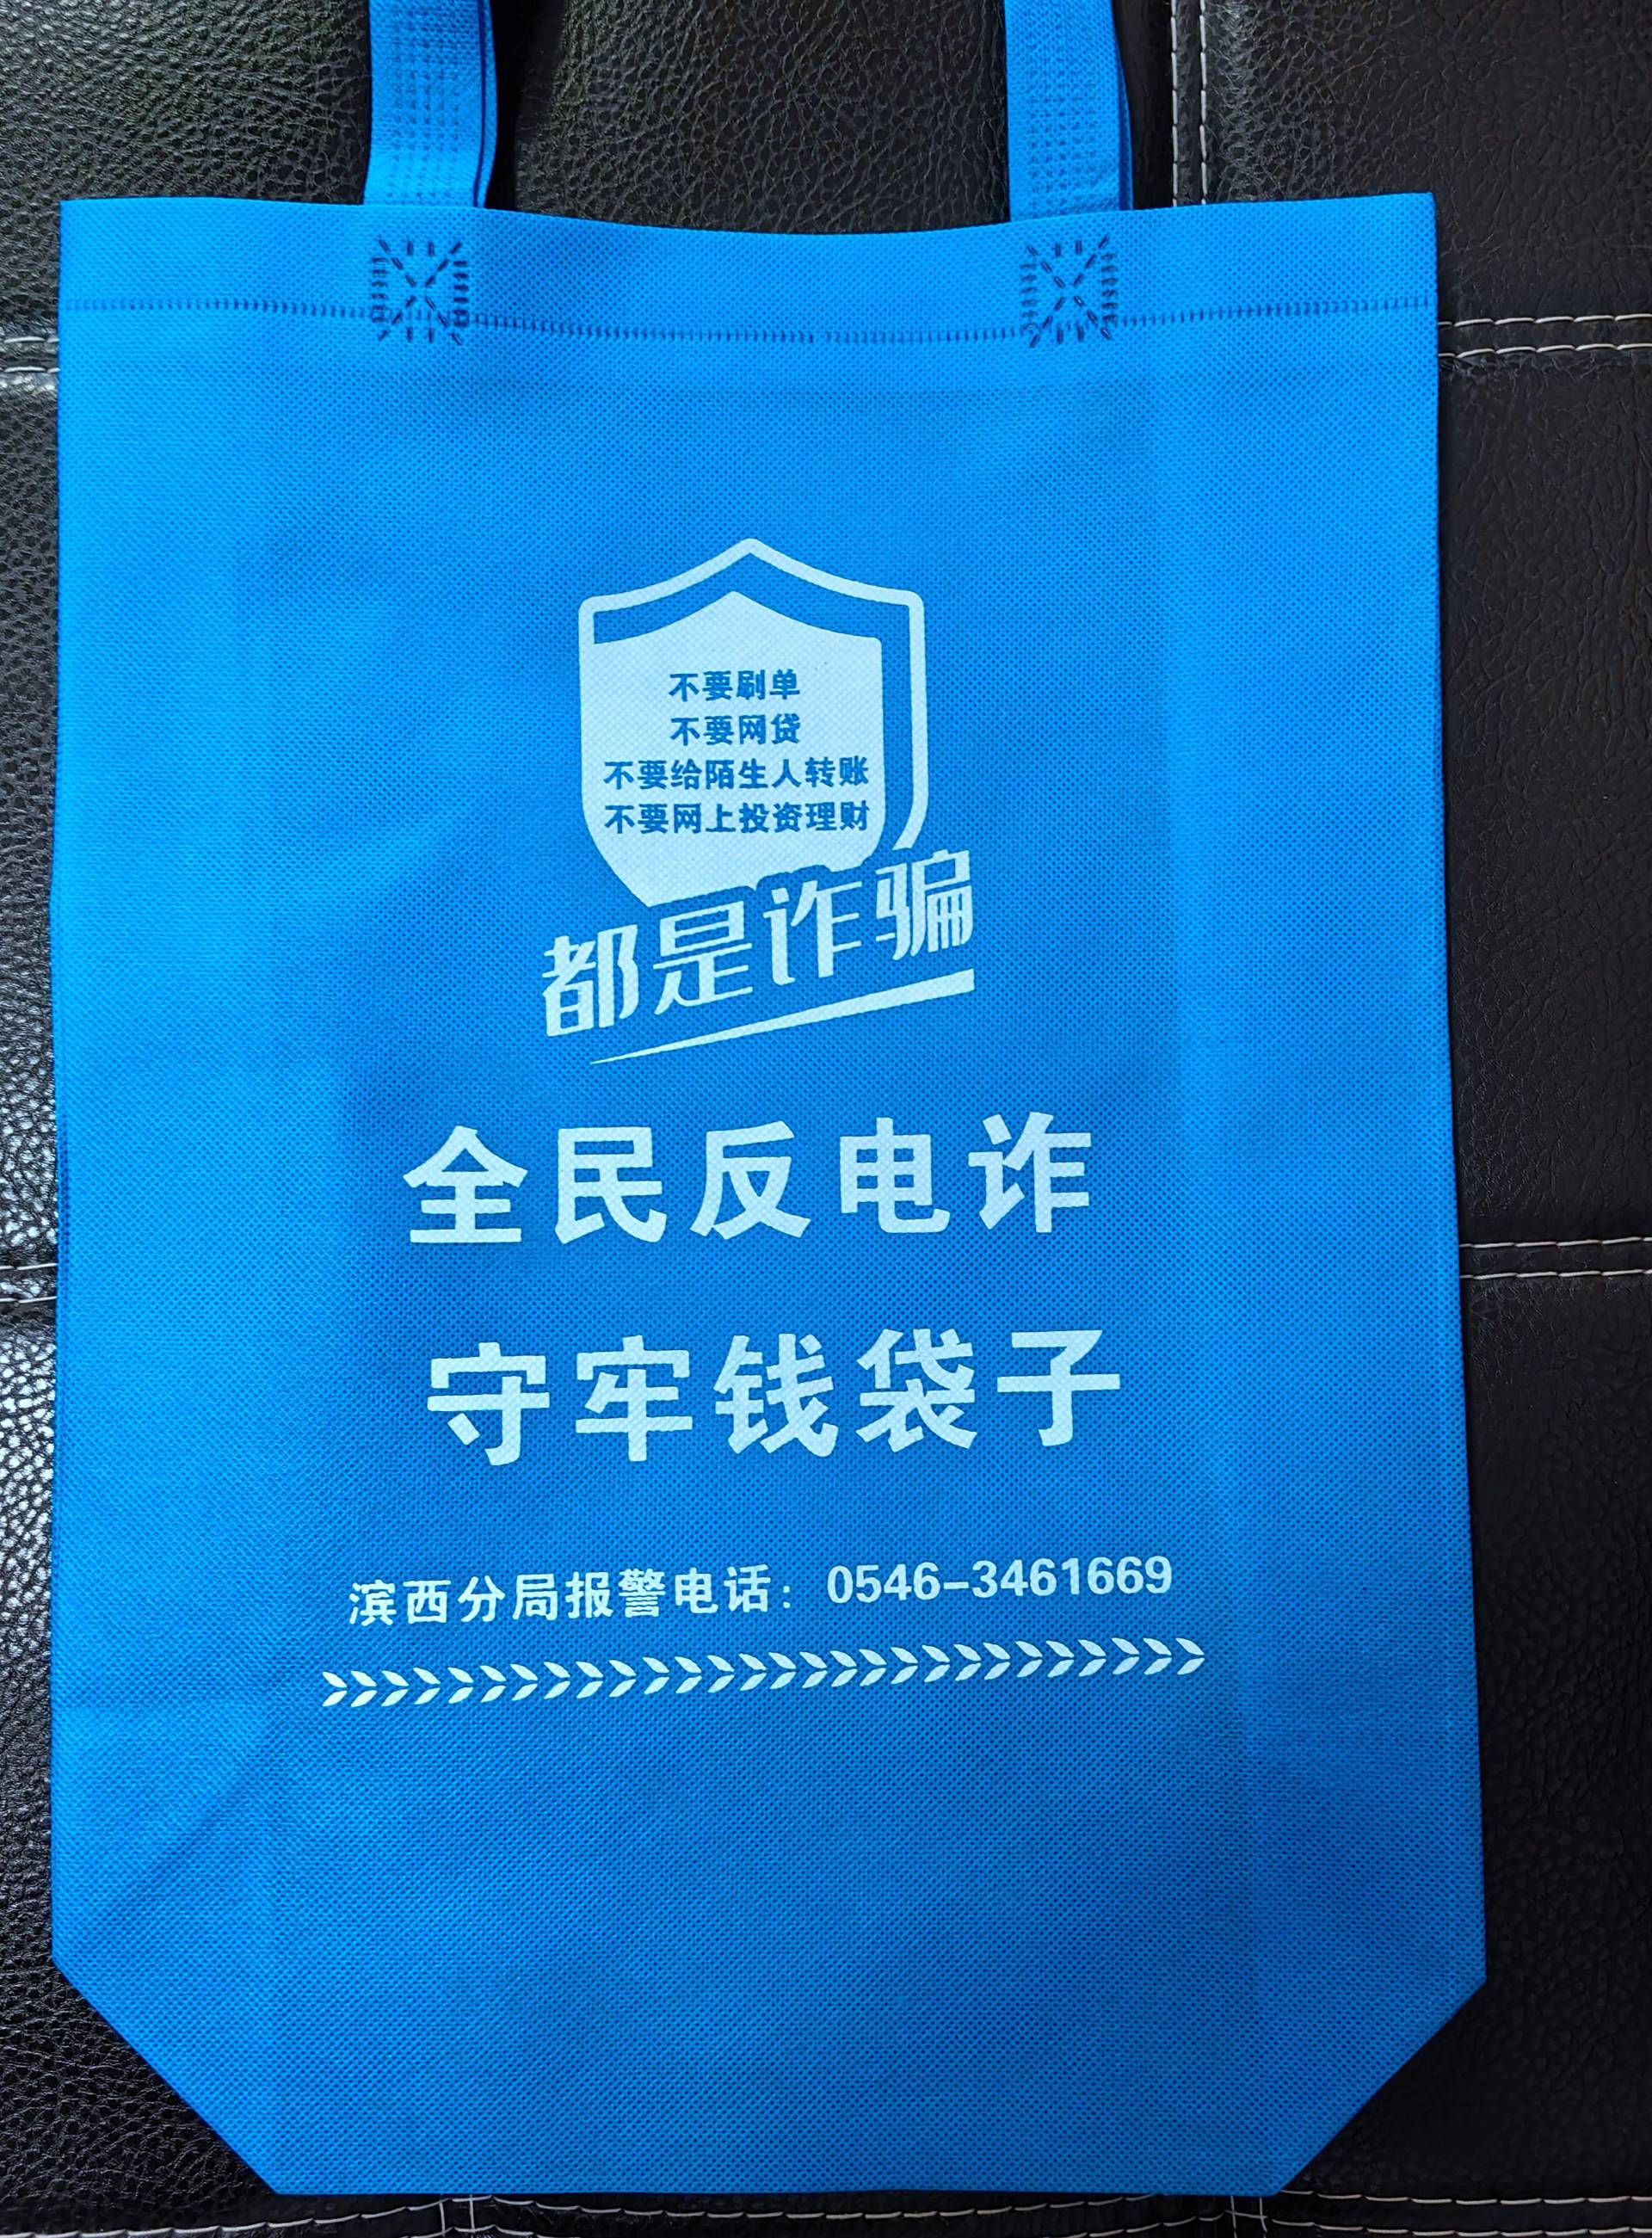 不要刷单
不要网贷
不要给陌生人转账
不要网上投资理财
都是诈骗
全民反电诈
守牢钱袋子
滨西分局报警电话：0546-3461669